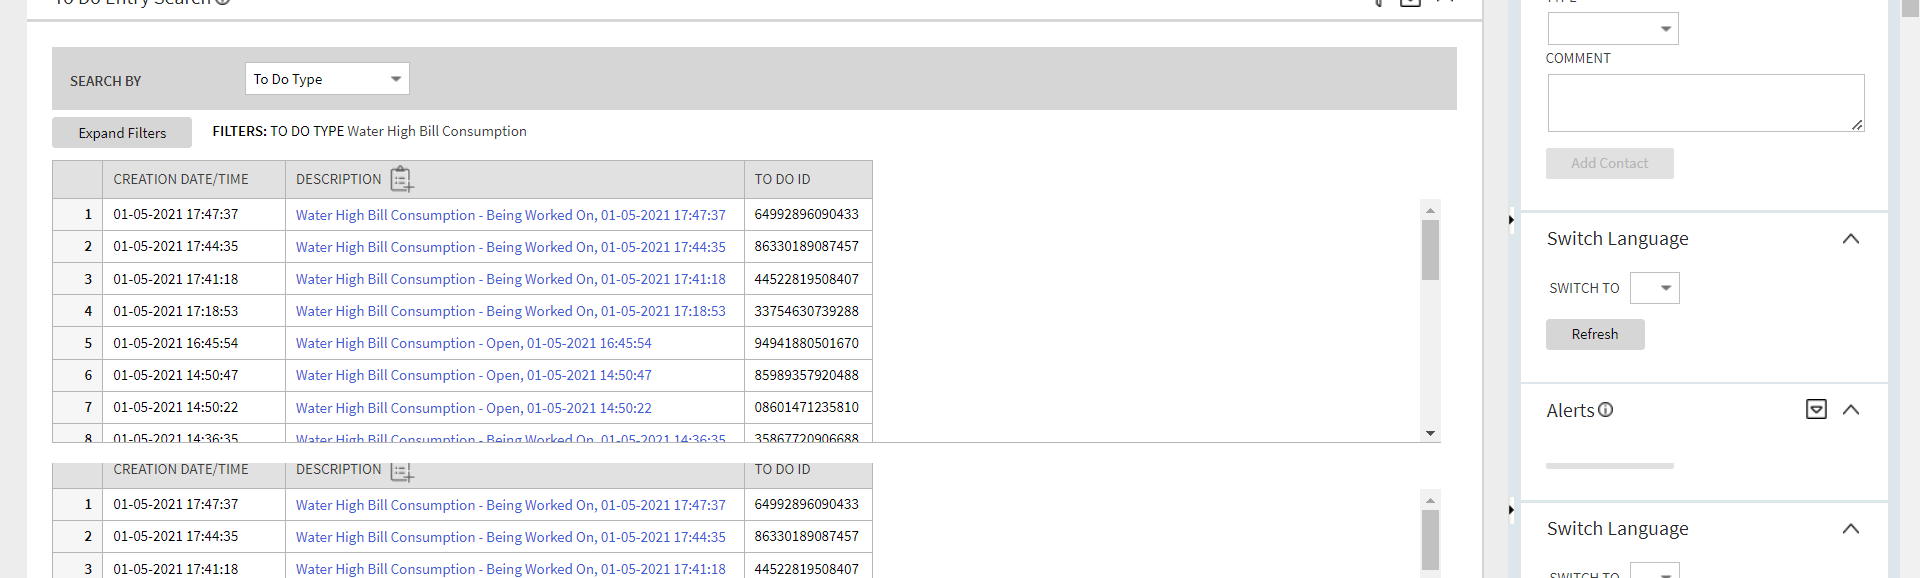 To Do Entry Search
SEARCH BY To Do Type
Expand Filters FILTERS: TO DO TYPE Water High Bill Consumption
CREATION DATE/TIME DESCRIPTION TO DO ID
1 01-05-2021 17:47:37 Water High Bill Consumption - Being Worked On, 01-05-2021 17:47:37 64992896090433
2 01-05-2021 17:44:35 Water High Bill Consumption - Being Worked On, 01-05-2021 17:44:35 86330189087457
3 01-05-2021 17:41:18 Water High Bill Consumption - Being Worked On, 01-05-2021 17:41:18 44522819508407
4 01-05-2021 17:18:53 Water High Bill Consumption - Being Worked On, 01-05-2021 17:18:53 33754630739288
5 01-05-2021 16:45:54 Water High Bill Consumption - Open, 01-05-2021 16:45:54 94941880501670
6 01-05-2021 14:50:47 Water High Bill Consumption - Open, 01-05-2021 14:50:47 85989357920488
7 01-05-2021 14:50:22 Water High Bill Consumption - Open, 01-05-2021 14:50:22 08601471235810
8 01-05-2021 14:36:35 Water High Bill Consumption - Being Worked On, 01-05-2021 14:36:35 35867720906688
CREATION DATE/TIME DESCRIPTION TO DO ID
1 01-05-2021 17:47:37 Water High Bill Consumption - Being Worked On, 01-05-2021 17:47:37 64992896090433
2 01-05-2021 17:44:35 Water High Bill Consumption - Being Worked On, 01-05-2021 17:44:35 86330189087457
3 01-05-2021 17:41:18 Water High Bill Consumption - Being Worked On, 01-05-2021 17:41:18 44522819508407
COMMENT
Add Contact
Switch Language
SWITCH TO
Refresh
Alerts
Switch Language
SWITCH TO